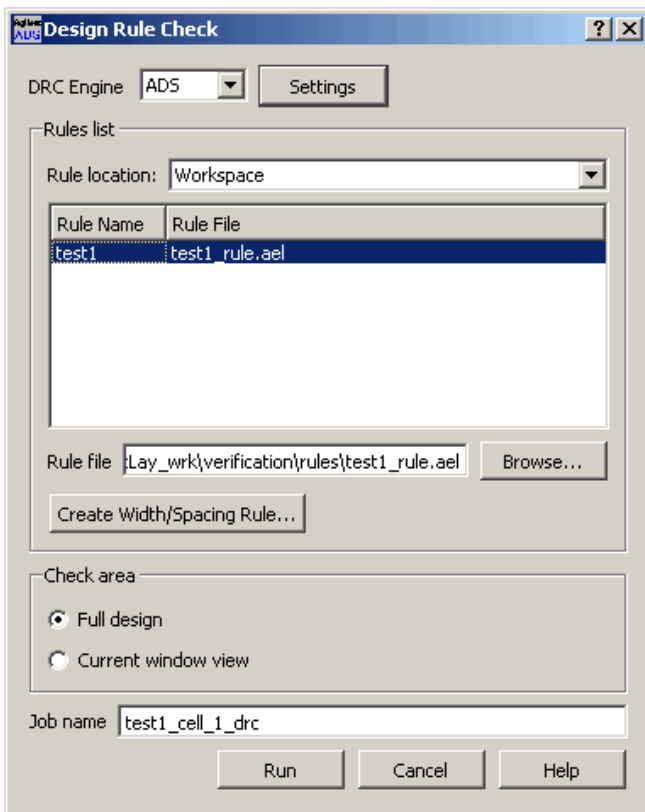 Agilent ADS Design Rule Check
DRC Engine ADS Settings
Rules list
Rule location: Workspace
Rule Name Rule File
test1 test1_rule.ael
Rule file :Lay_wrk\verification\rules\test1_rule.ael Browse...
Create Width/Spacing Rule...
Check area
Full design
Current window view
Job name test1_cell_1_drc
Run Cancel Help